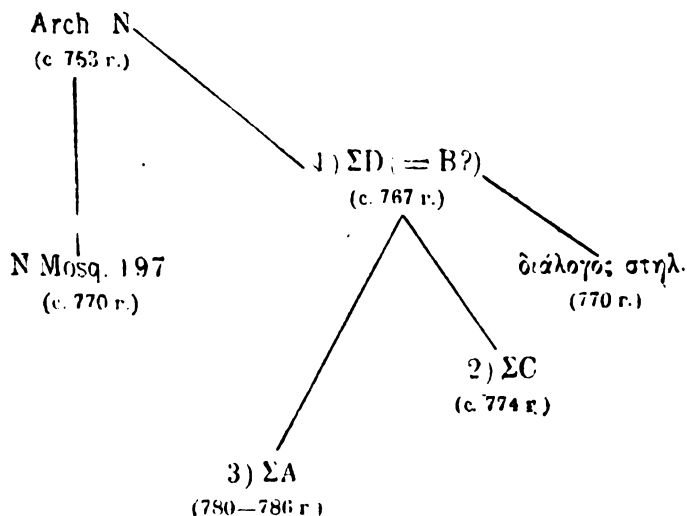 Arch N
(c 753 г.)
1) ΣD (= B?)
(c. 767 г.)
N Mosq. 197
(c. 770 г.)
διάλογος στηλ.
(770 г.)
2) ΣC
(c. 774 г.)
3) ΣA
(780—786 г.)